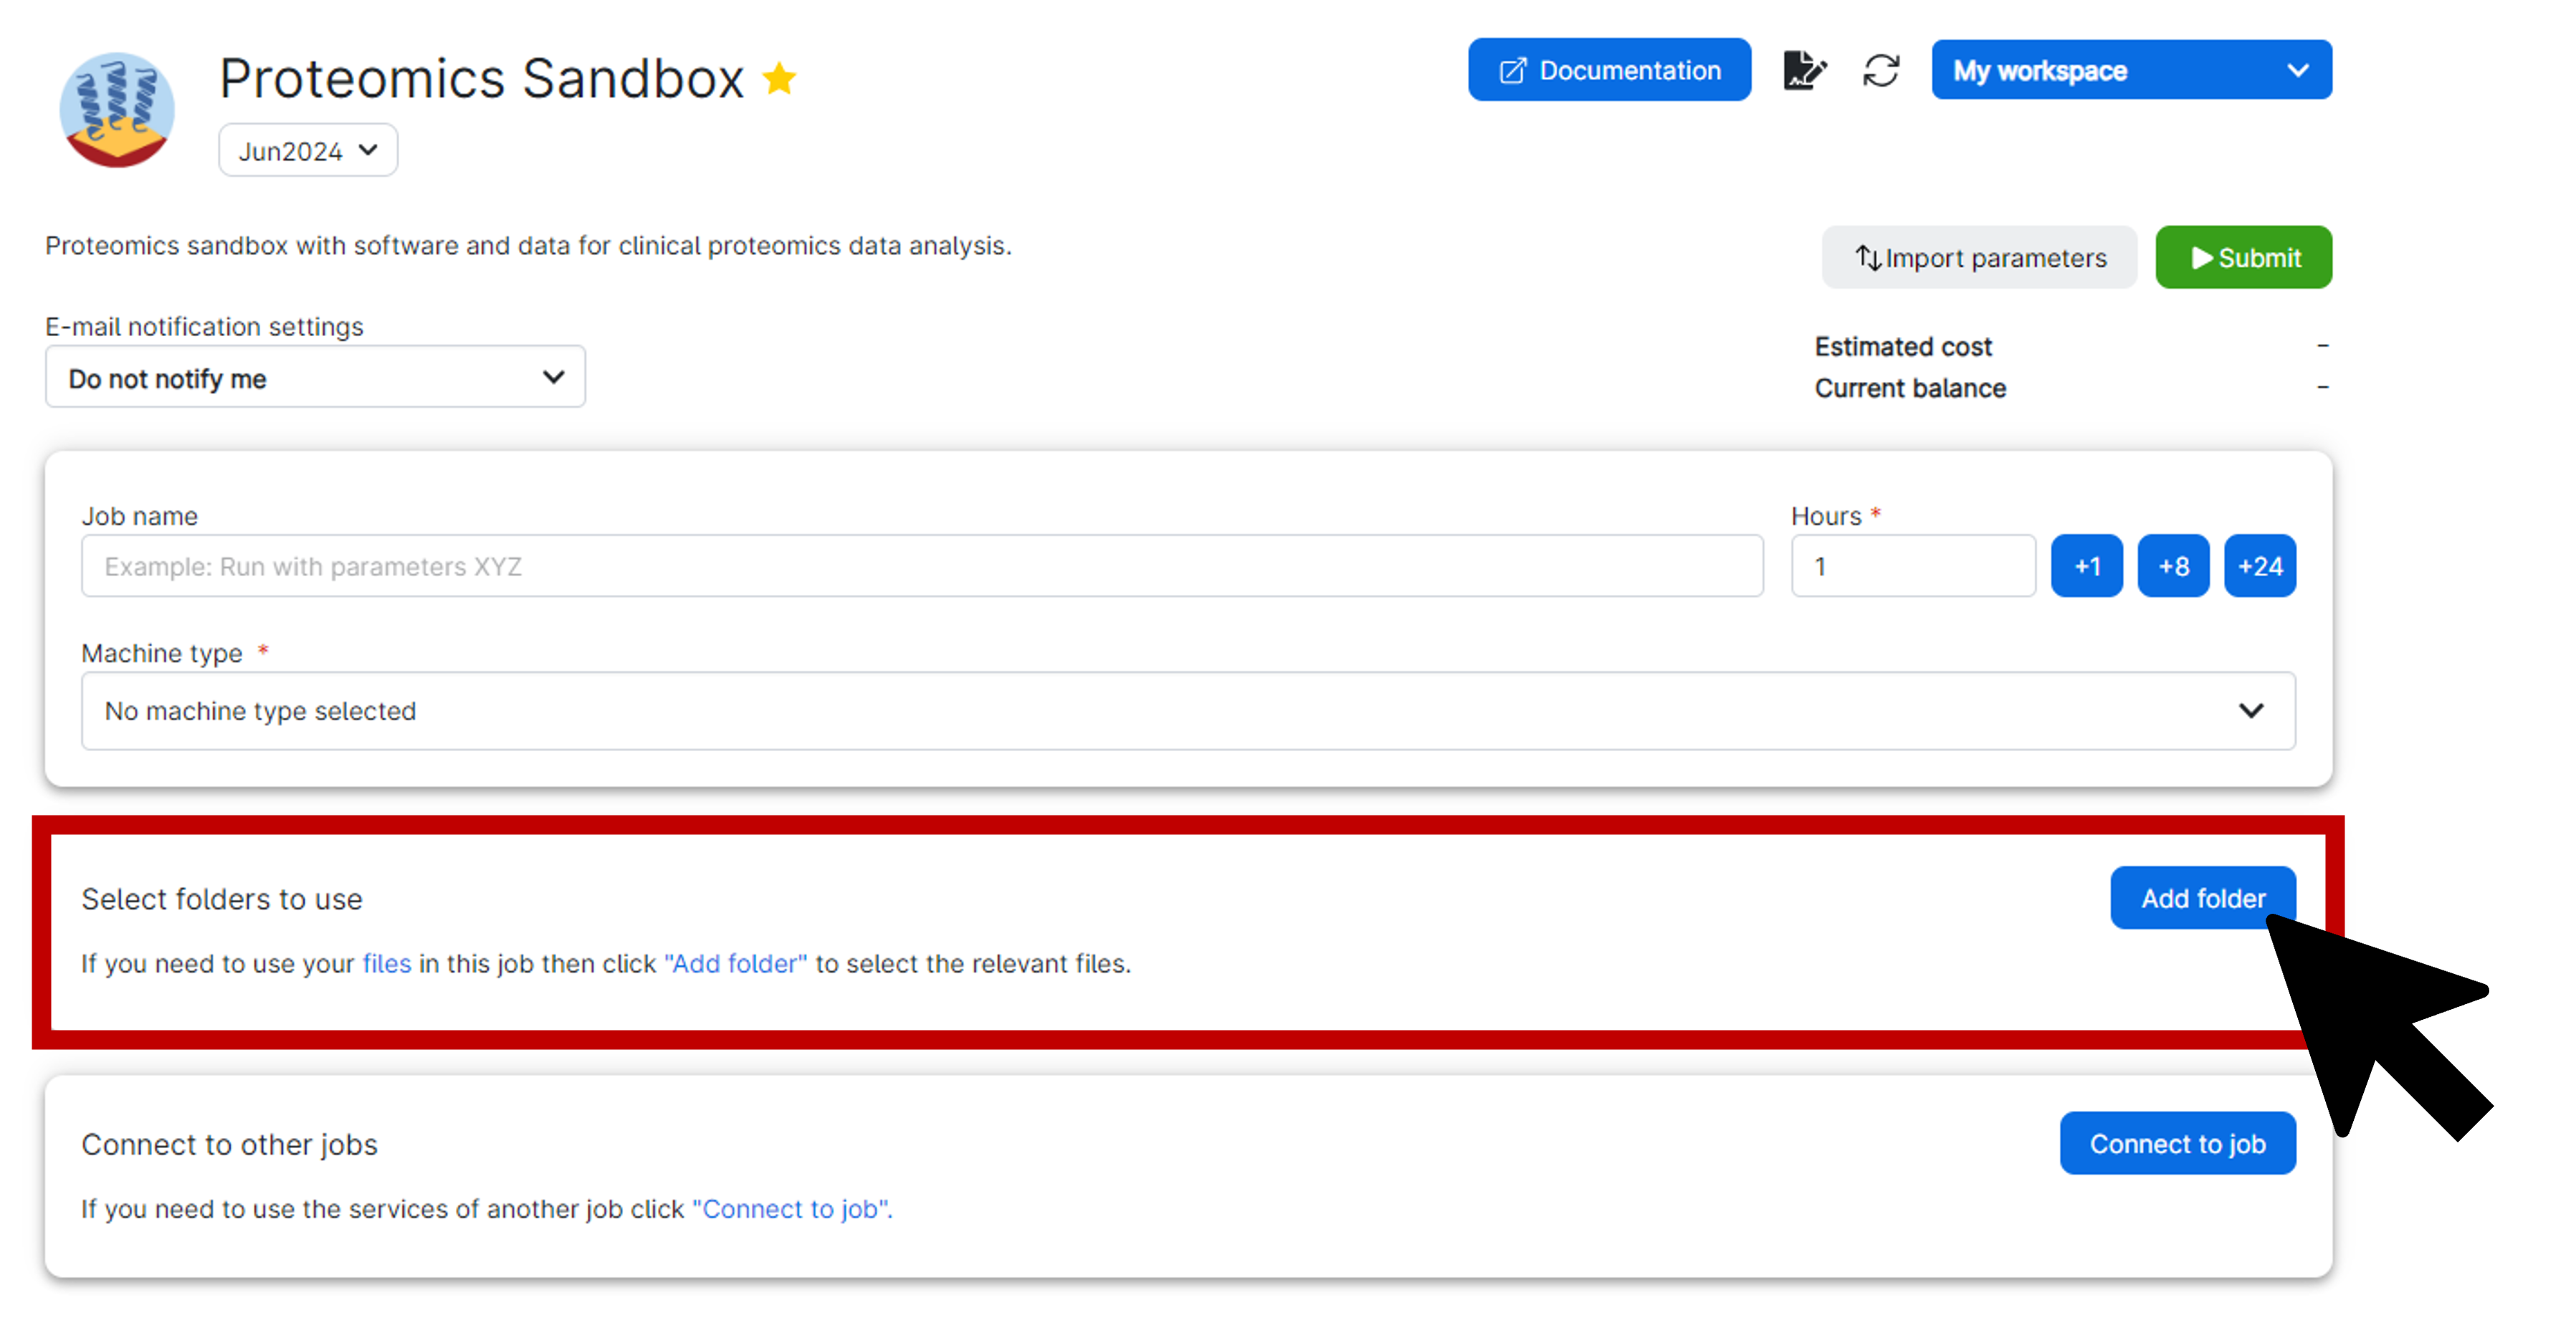 Proteomics Sandbox
Documentation
My workspace
Jun2024
Proteomics sandbox with software and data for clinical proteomics data analysis.
Import parameters
Submit
E-mail notification settings
Do not notify me
Estimated cost –
Current balance –
Job name
Example: Run with parameters XYZ
Hours *
1
+1
+8
+24
Machine type *
No machine type selected
Select folders to use
Add folder
If you need to use your files in this job then click "Add folder" to select the relevant files.
Connect to other jobs
Connect to job
If you need to use the services of another job click "Connect to job".